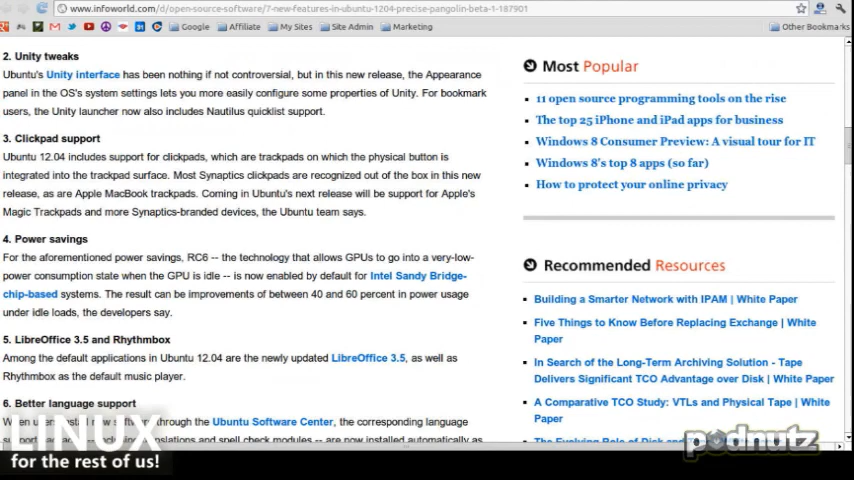 www.infoworld.com/d/open-source-software/7-new-features-in-ubuntu-1204-precise-pangolin-beta-1-187901
Google Affiliate My Sites Site Admin Marketing Other Bookmarks
2. Unity tweaks
Ubuntu's Unity interface has been nothing if not controversial, but in this new release, the Appearance
panel in the OS's system settings lets you more easily configure some properties of Unity. For bookmark
users, the Unity launcher now also includes Nautilus quicklist support.
3. Clickpad support
Ubuntu 12.04 includes support for clickpads, which are trackpads on which the physical button is
integrated into the trackpad surface. Most Synaptics clickpads are recognized out of the box in this new
release, as are Apple MacBook trackpads. Coming in Ubuntu's next release will be support for Apple's
Magic Trackpads and more Synaptics-branded devices, the Ubuntu team says.
4. Power savings
For the aforementioned power savings, RC6 -- the technology that allows GPUs to go into a very-low-
power consumption state when the GPU is idle -- is now enabled by default for Intel Sandy Bridge-
chip-based systems. The result can be improvements of between 40 and 60 percent in power usage
under idle loads, the developers say.
5. LibreOffice 3.5 and Rhythmbox
Among the default applications in Ubuntu 12.04 are the newly updated LibreOffice 3.5, as well as
Rhythmbox as the default music player.
6. Better language support
When users install new software through the Ubuntu Software Center, the corresponding language
are now installed automatically as
Most Popular
11 open source programming tools on the rise
The top 25 iPhone and iPad apps for business
Windows 8 Consumer Preview: A visual tour for IT
Windows 8's top 8 apps (so far)
How to protect your online privacy
Recommended Resources
Building a Smarter Network with IPAM | White Paper
Five Things to Know Before Replacing Exchange | White
Paper
In Search of the Long-Term Archiving Solution - Tape
Delivers Significant TCO Advantage over Disk | White Paper
A Comparative TCO Study: VTLs and Physical Tape | White
Paper
The Evolving Role of Disk and
LINUX
for the rest of us!
podnutz